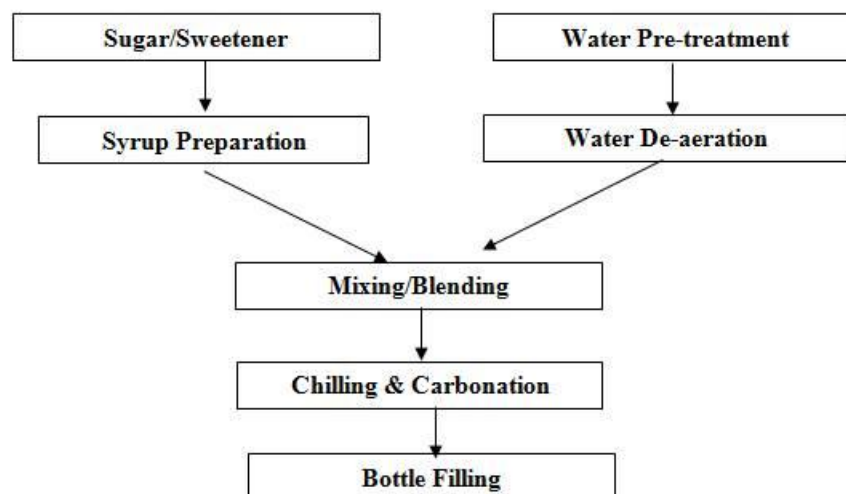 Sugar/Sweetener
Water Pre-treatment
Syrup Preparation
Water De-aeration
Mixing/Blending
Chilling & Carbonation
Bottle Filling